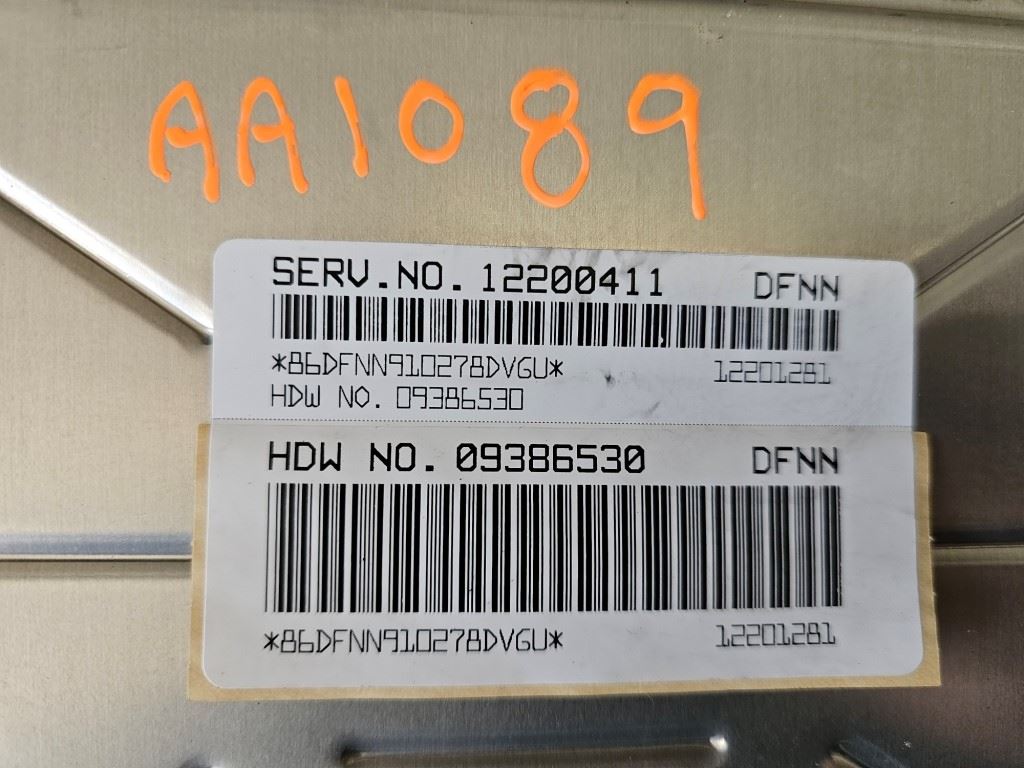 AA1089
SERV.NO. 12200411 DFNN
*86DFNN910278DVGU* 12201281
HDW NO. 09386530
HDW NO. 09386530 DFNN
*86DFNN910278DVGU* 12201281